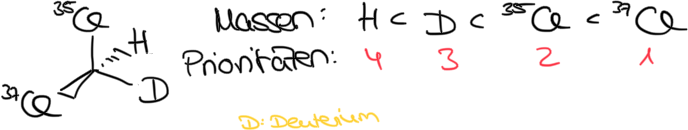 ³⁵Cl
H
³⁷Cl
D
Massen: H < D < ³⁵Cl < ³⁷Cl
Prioritäten: 4 3 2 1
D: Deuterium